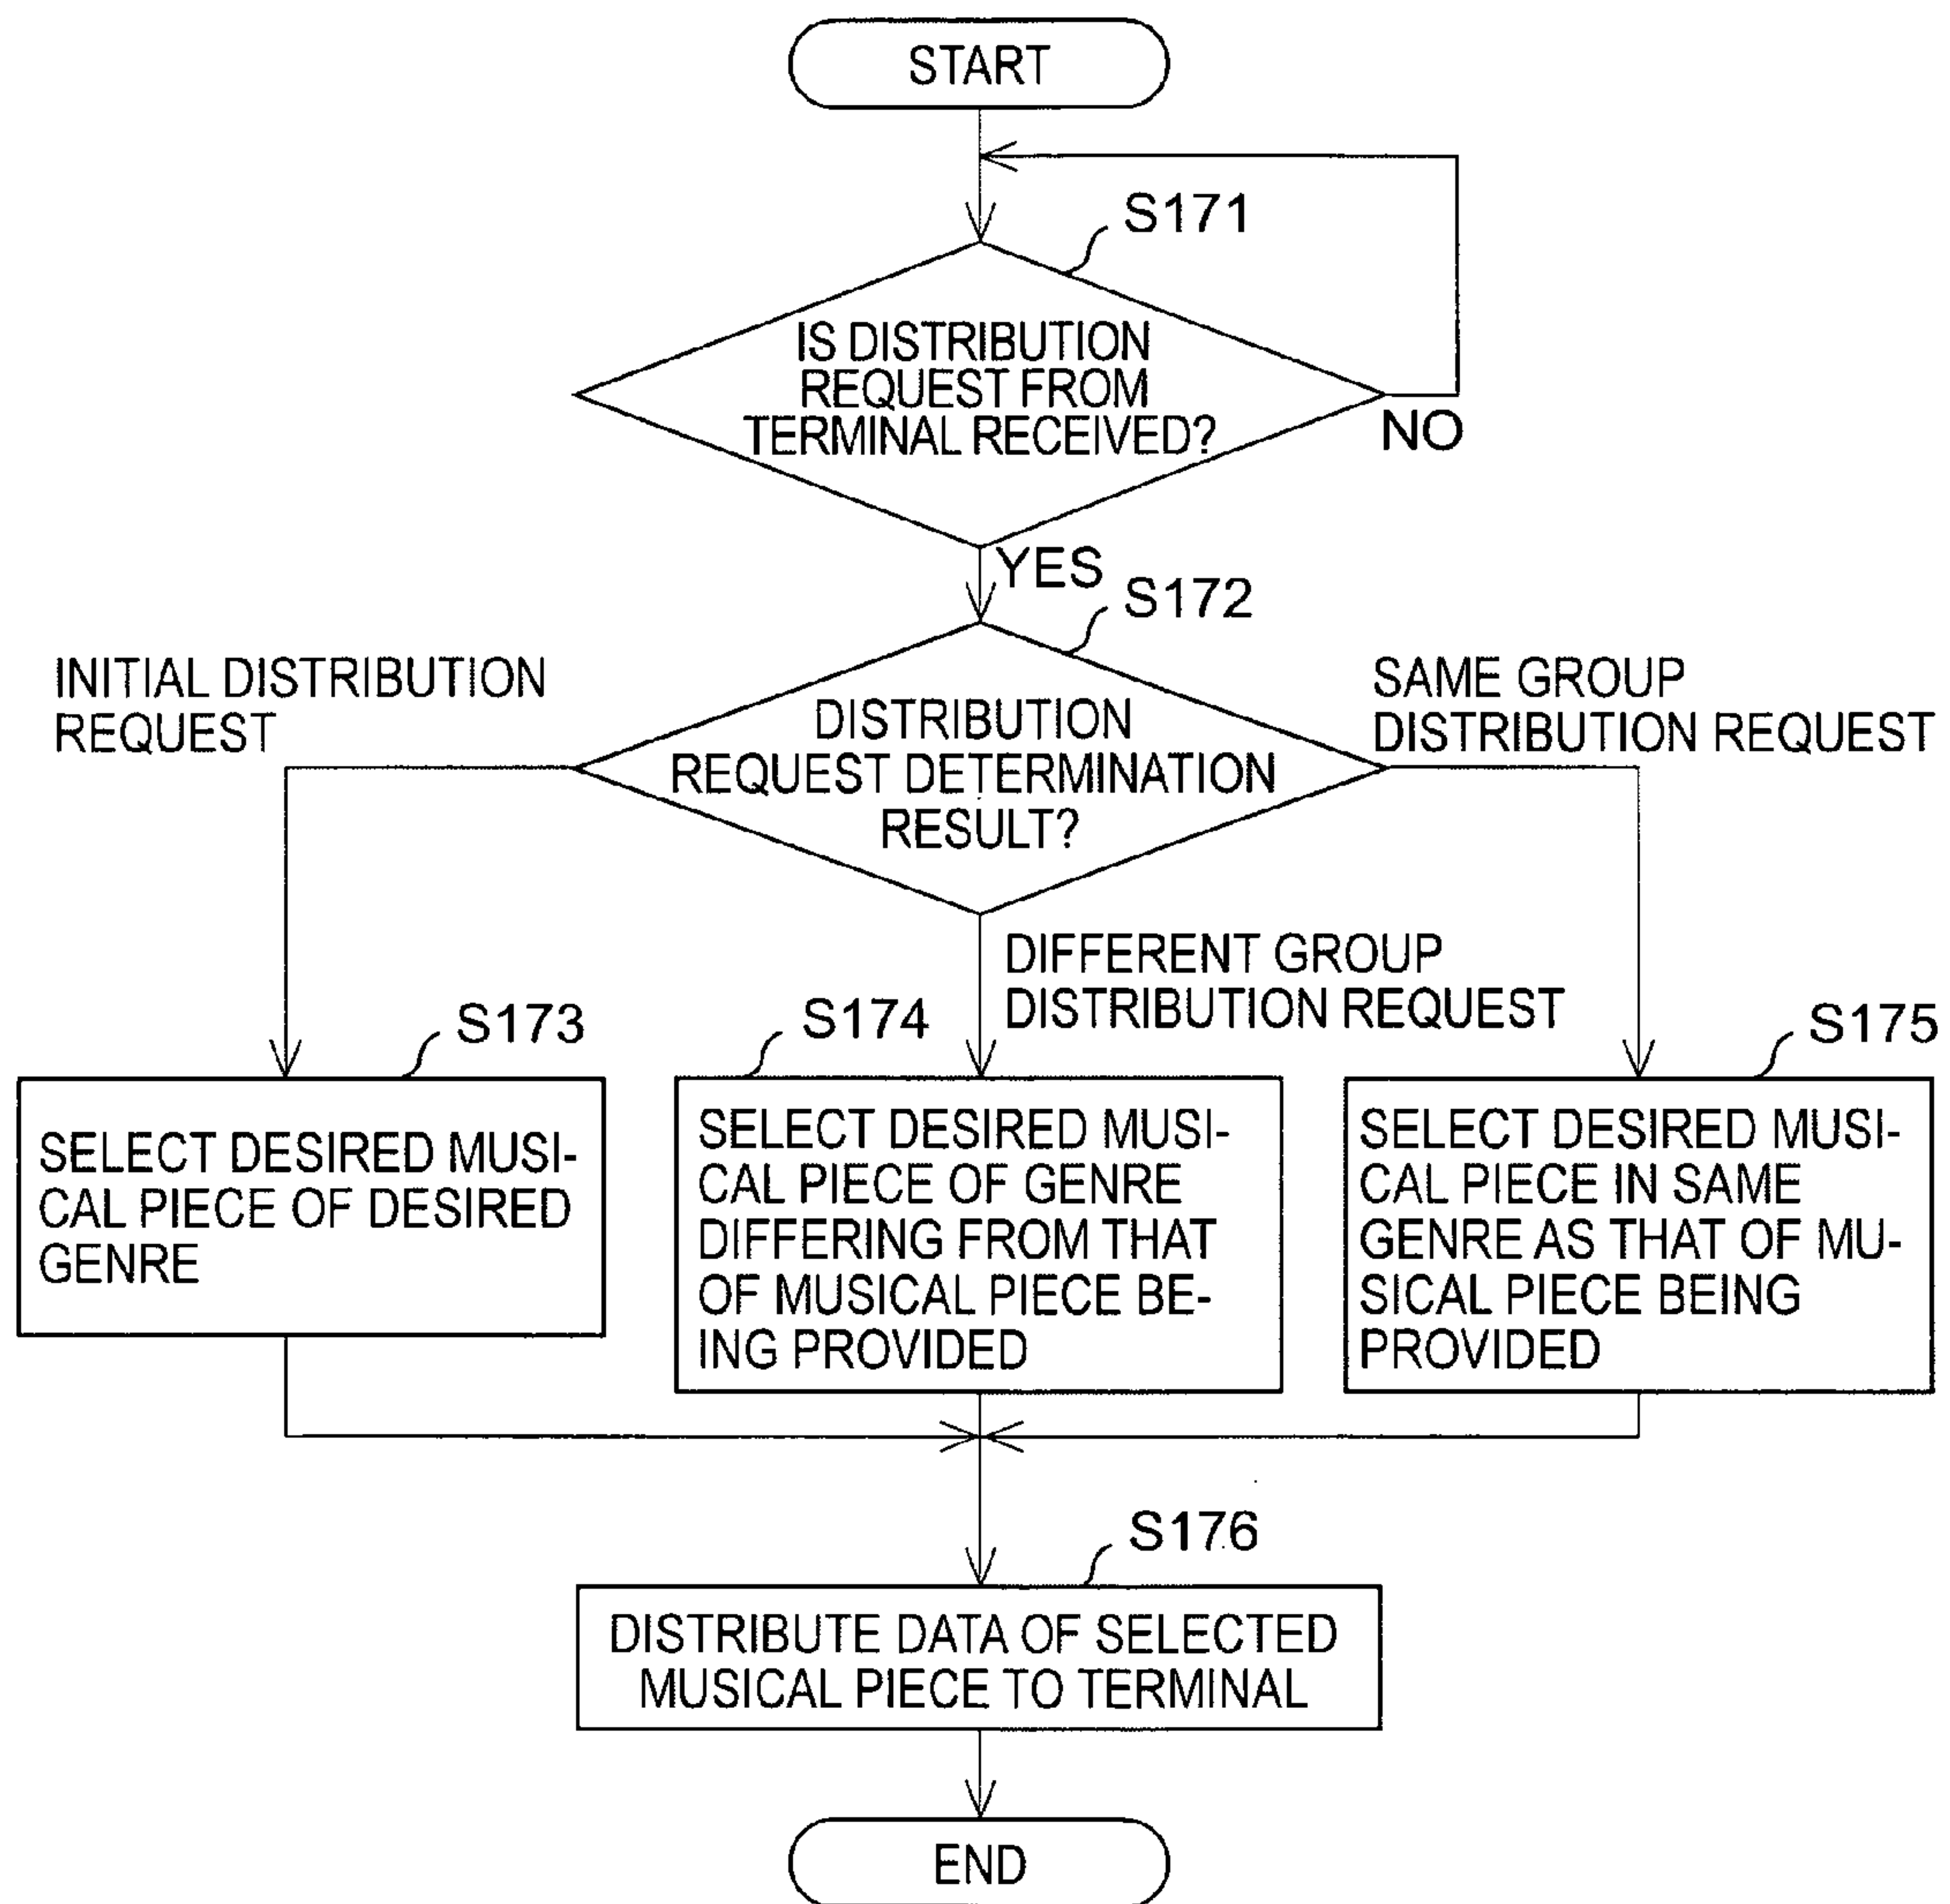 START
S171
IS DISTRIBUTION
REQUEST FROM
TERMINAL RECEIVED?
NO
YES
S172
INITIAL DISTRIBUTION
REQUEST
DISTRIBUTION
REQUEST DETERMINATION
RESULT?
SAME GROUP
DISTRIBUTION REQUEST
DIFFERENT GROUP
DISTRIBUTION REQUEST
S173
SELECT DESIRED MUSI-
CAL PIECE OF DESIRED
GENRE
S174
SELECT DESIRED MUSI-
CAL PIECE OF GENRE
DIFFERING FROM THAT
OF MUSICAL PIECE BE-
ING PROVIDED
S175
SELECT DESIRED MUSI-
CAL PIECE IN SAME
GENRE AS THAT OF MU-
SICAL PIECE BEING
PROVIDED
S176
DISTRIBUTE DATA OF SELECTED
MUSICAL PIECE TO TERMINAL
END